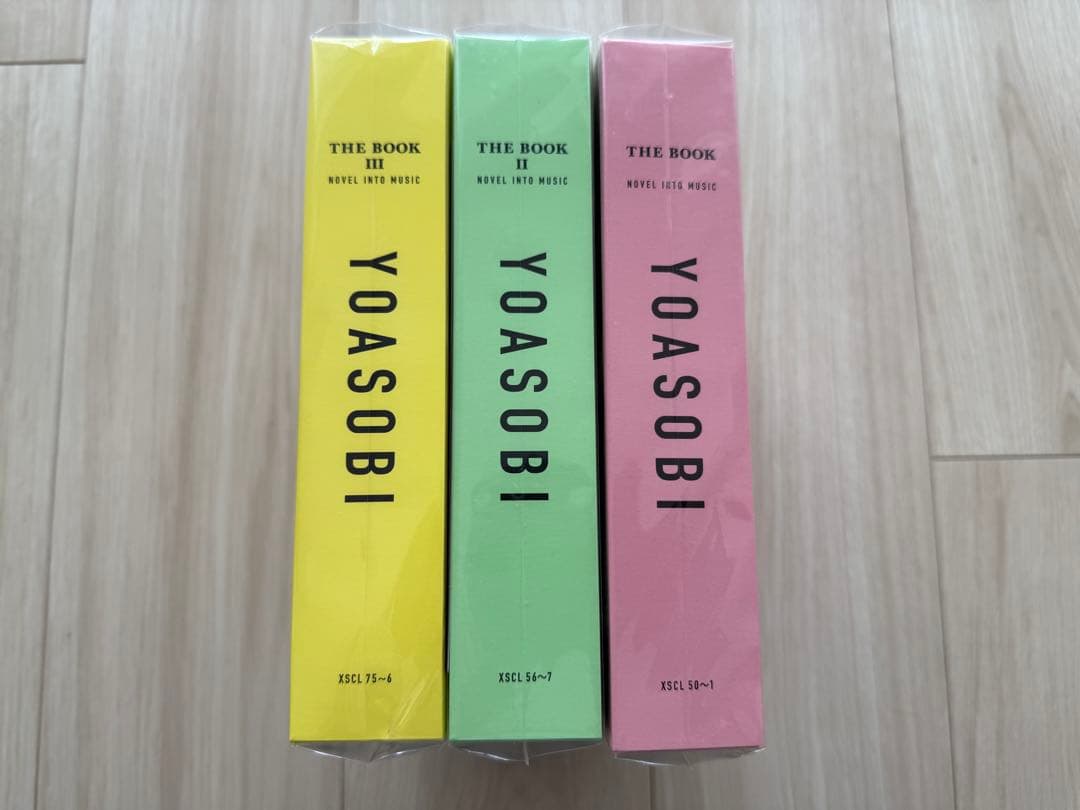 THE BOOK
III
NOVEL INTO MUSIC
YOASOBI
XSCL 75~6
THE BOOK
II
NOVEL INTO MUSIC
YOASOBI
XSCL 56~7
THE BOOK
NOVEL INTO MUSIC
YOASOBI
XSCL 50~1